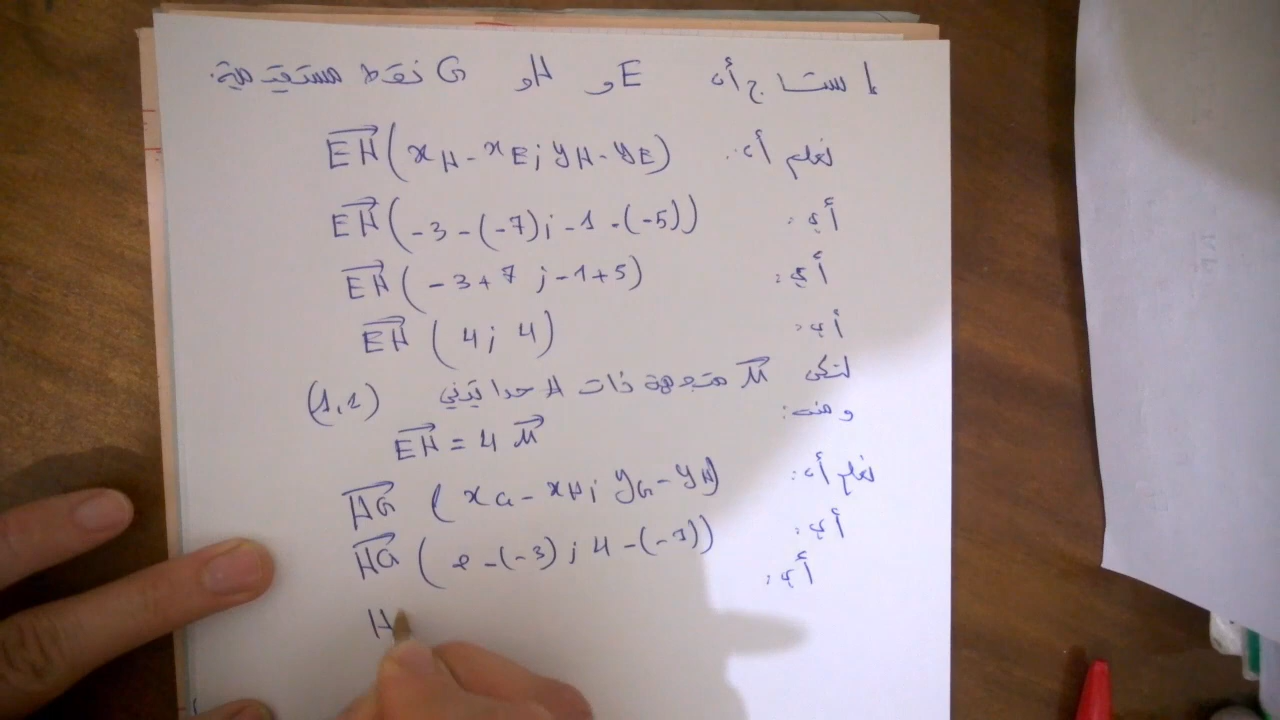 استنتاج أن E و H و G نقط مستقيمية.
نعلم أن: EH(xH - xE ; yH - yE)
أي: EH(-3-(-7) ; -1-(-5))
أي: EH(-3+7 ; -1+5)
أي: EH(4 ; 4)
لتكن u متجهة ذات إحداثيتي (1,1)
ومنه:
EH = 4 u
نعلم أن: HG(xG - xH ; yG - yH)
أي: HG(2-(-3) ; 4-(-1))
أي:
H